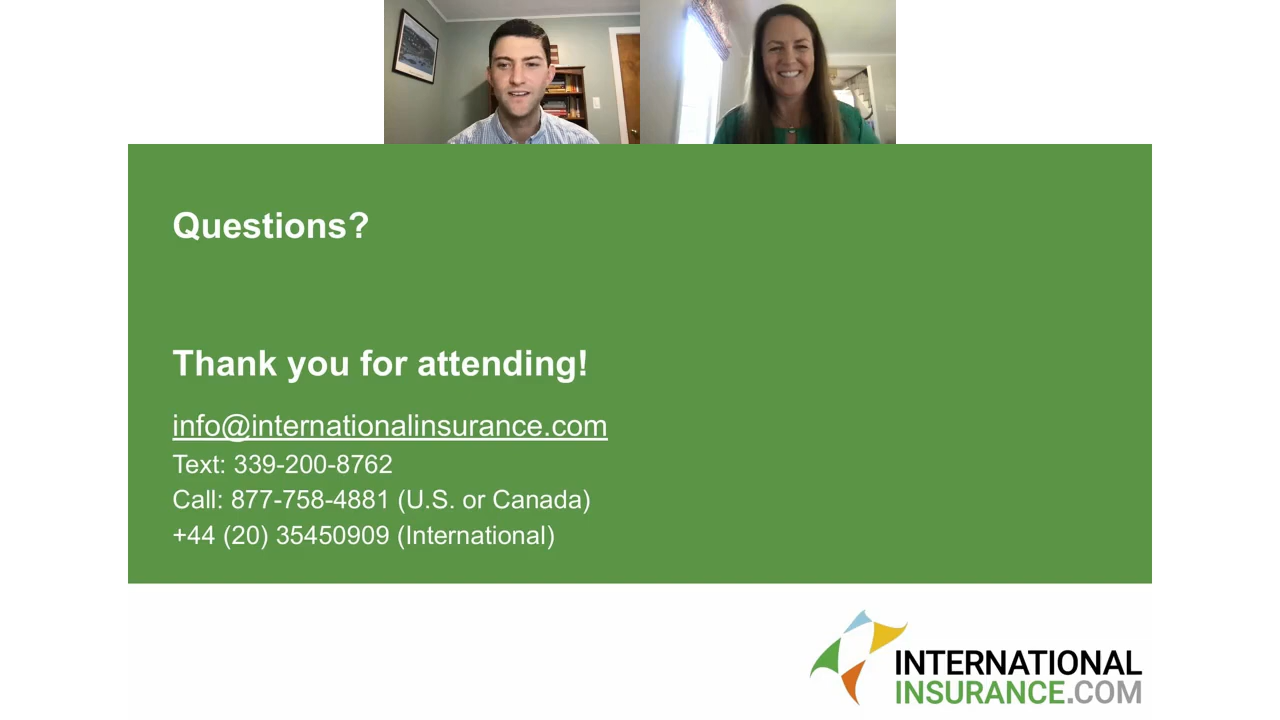 Questions?
Thank you for attending!
info@internationalinsurance.com
Text: 339-200-8762
Call: 877-758-4881 (U.S. or Canada)
+44 (20) 35450909 (International)
INTERNATIONAL
INSURANCE.COM